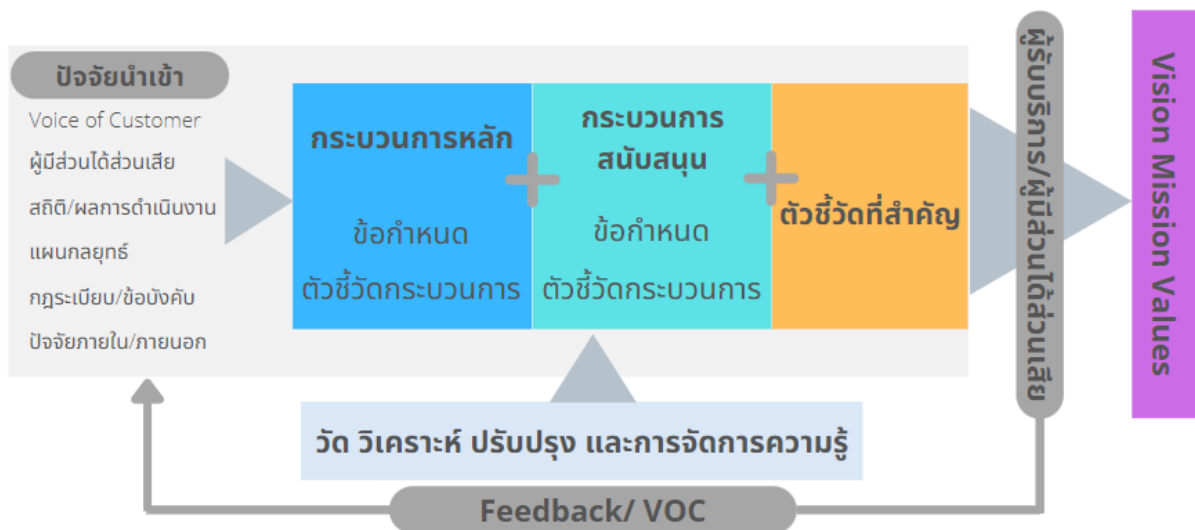 ปัจจัยนำเข้า
Voice of Customer
ผู้มีส่วนได้ส่วนเสีย
สถิติ/ผลการดำเนินงาน
แผนกลยุทธ์
กฎระเบียบ/ข้อบังคับ
ปัจจัยภายใน/ภายนอก
กระบวนการหลัก
ข้อกำหนด
ตัวชี้วัดกระบวนการ
กระบวนการ
สนับสนุน
ข้อกำหนด
ตัวชี้วัดกระบวนการ
ตัวชี้วัดที่สำคัญ
ผู้รับบริการ/ผู้มีส่วนได้ส่วนเสีย
Vision Mission Values
วัด วิเคราะห์ ปรับปรุง และการจัดการความรู้
Feedback/ VOC